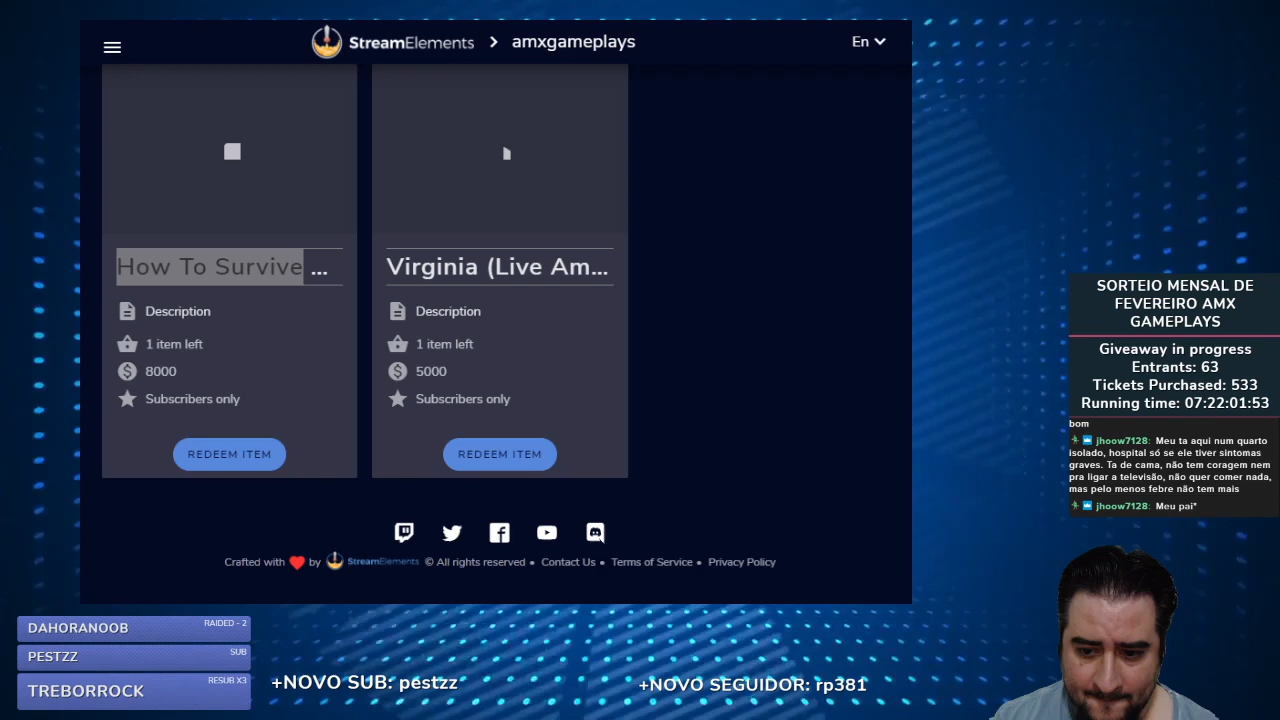 StreamElements > amxgameplays
En
How To Survive ...
Description
1 item left
8000
Subscribers only
REDEEM ITEM
Virginia (Live Am...
Description
1 item left
5000
Subscribers only
REDEEM ITEM
Crafted with ❤ by StreamElements © All rights reserved • Contact Us • Terms of Service • Privacy Policy
SORTEIO MENSAL DE
FEVEREIRO AMX
GAMEPLAYS
Giveaway in progress
Entrants: 63
Tickets Purchased: 533
Running time: 07:22:01:53
bom
jhoow7128: Meu ta aqui num quarto
isolado, hospital só se ele tiver sintomas
graves. Ta de cama, não tem coragem nem
pra ligar a televisão, não quer comer nada,
mas pelo menos febre não tem mais
jhoow7128: Meu pai*
DAHORANOOB RAIDED - 2
PESTZZ SUB
TREBORROCK RESUB X3
+NOVO SUB: pestzz
+NOVO SEGUIDOR: rp381